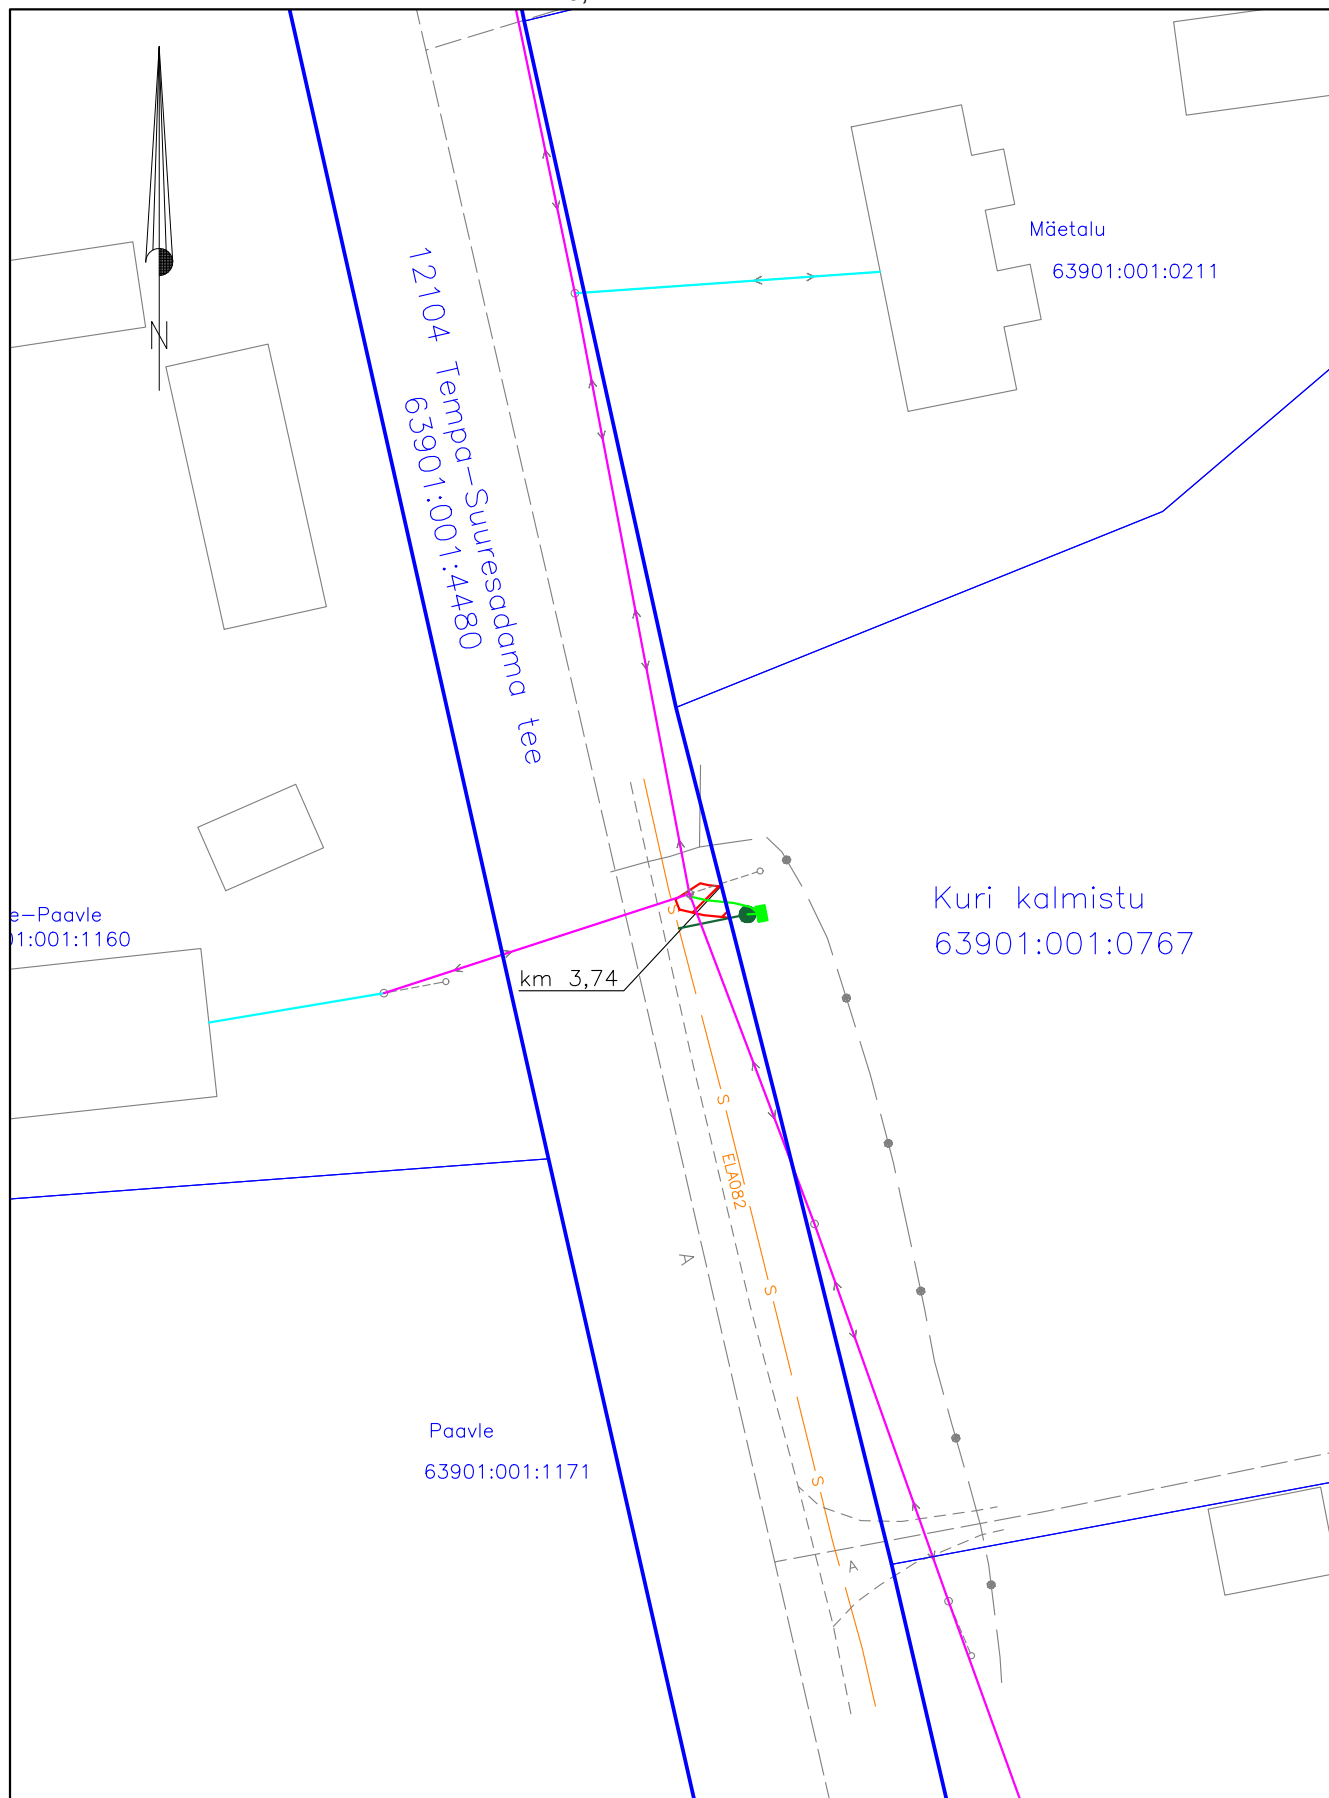 N
12104 Tempa-Suuresadama tee
63901:001:4480
Mäetalu
63901:001:0211
Kuri kalmistu
63901:001:0767
e-Paavle
01:001:1160
km 3,74
S
S
ELA082
S
S
A
A
Paavle
63901:001:1171